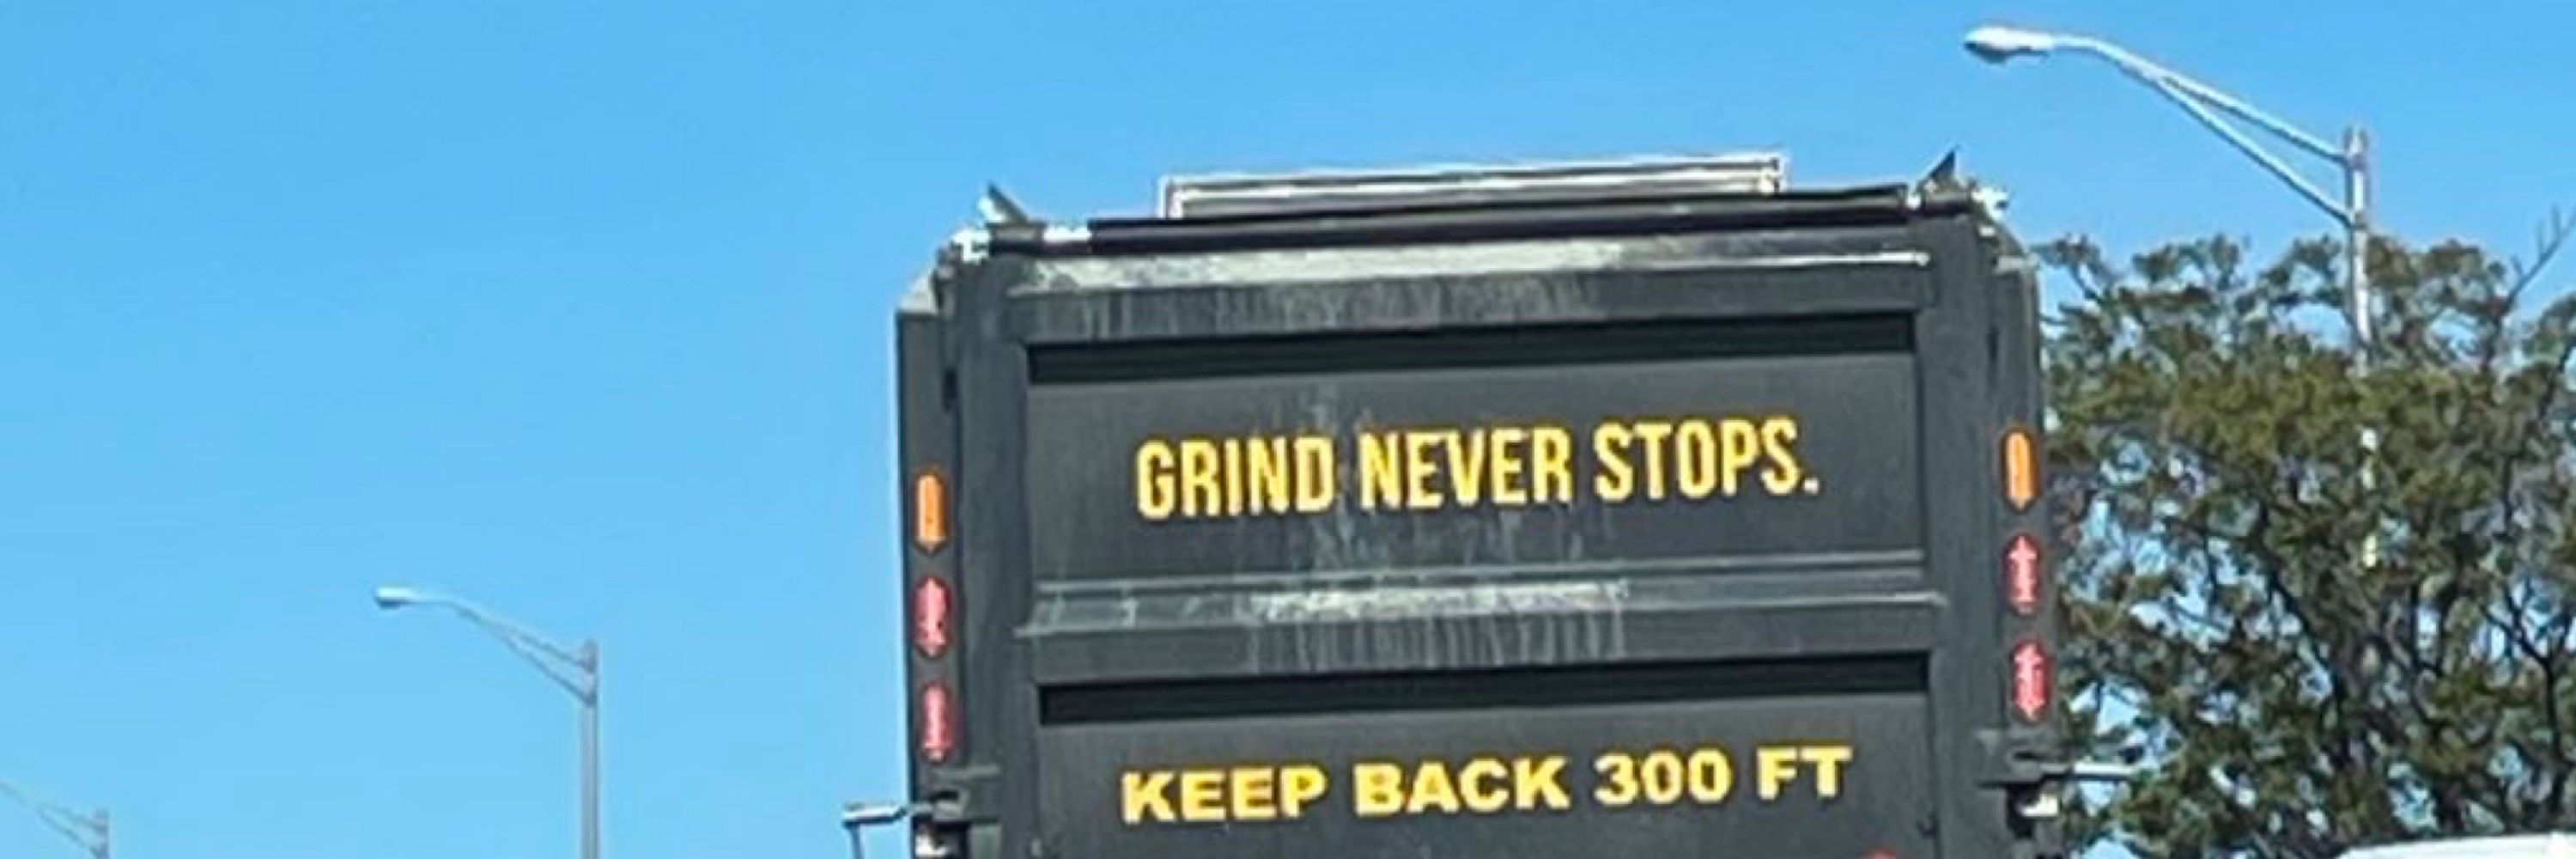 GRIND NEVER STOPS.
KEEP BACK 300 FT